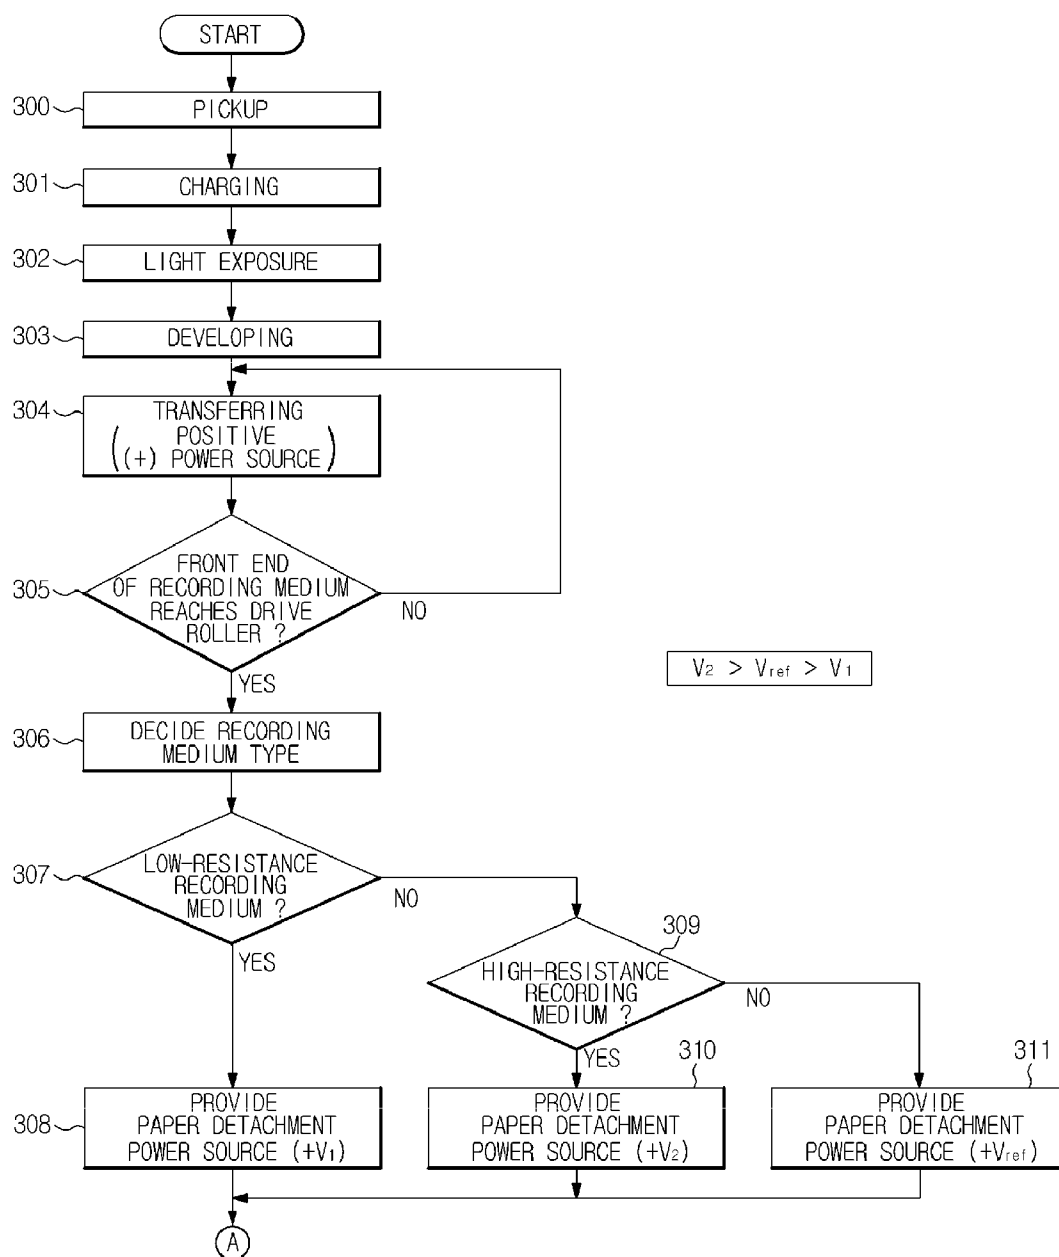 START
300
PICKUP
301
CHARGING
302
LIGHT EXPOSURE
303
DEVELOPING
304
TRANSFERRING
POSITIVE
((+) POWER SOURCE)
305
FRONT END
OF RECORDING MEDIUM
REACHES DRIVE
ROLLER ?
NO
YES
V2 > Vref > V1
306
DECIDE RECORDING
MEDIUM TYPE
307
LOW-RESISTANCE
RECORDING
MEDIUM ?
NO
YES
309
HIGH-RESISTANCE
RECORDING
MEDIUM ?
NO
YES
308
PROVIDE
PAPER DETACHMENT
POWER SOURCE (+V1)
310
PROVIDE
PAPER DETACHMENT
POWER SOURCE (+V2)
311
PROVIDE
PAPER DETACHMENT
POWER SOURCE (+Vref)
A